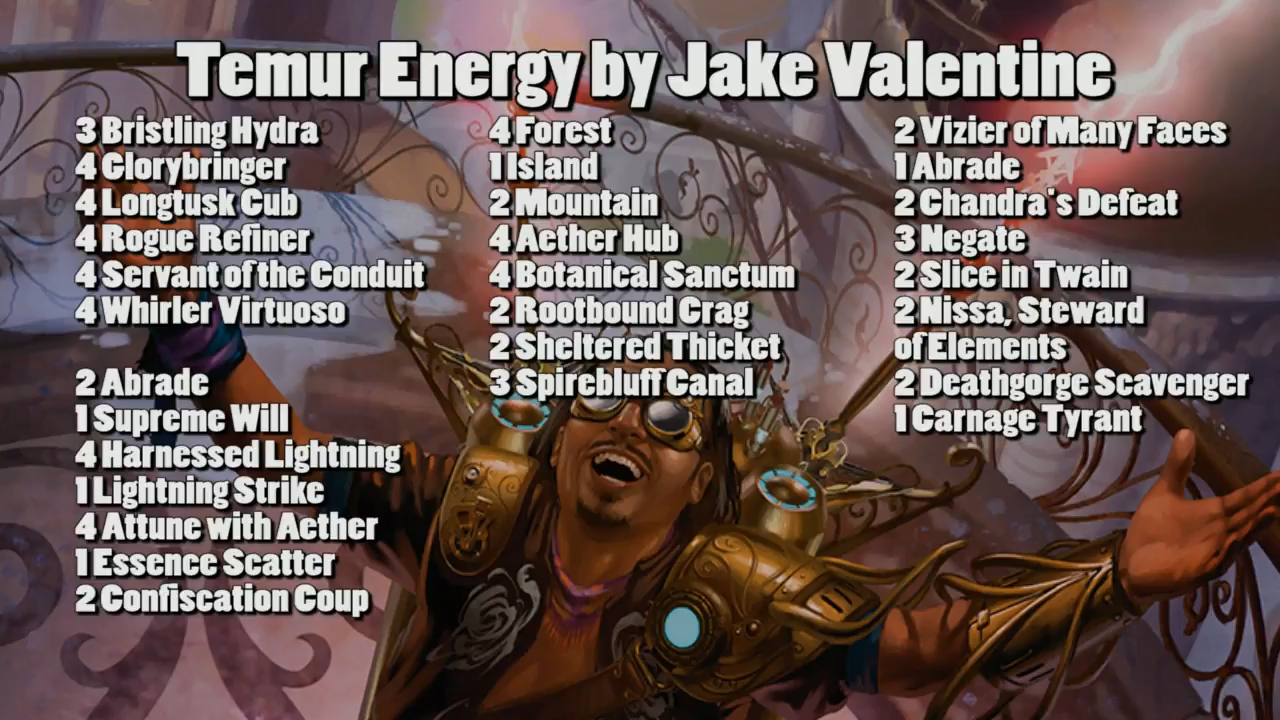 Temur Energy by Jake Valentine
3 Bristling Hydra
4 Glorybringer
4 Longtusk Cub
4 Rogue Refiner
4 Servant of the Conduit
4 Whirler Virtuoso
2 Abrade
1 Supreme Will
4 Harnessed Lightning
1 Lightning Strike
4 Attune with Aether
1 Essence Scatter
2 Confiscation Coup
4 Forest
1 Island
2 Mountain
4 Aether Hub
4 Botanical Sanctum
2 Rootbound Crag
2 Sheltered Thicket
3 Spirebluff Canal
2 Vizier of Many Faces
1 Abrade
2 Chandra's Defeat
3 Negate
2 Slice in Twain
2 Nissa, Steward
of Elements
2 Deathgorge Scavenger
1 Carnage Tyrant